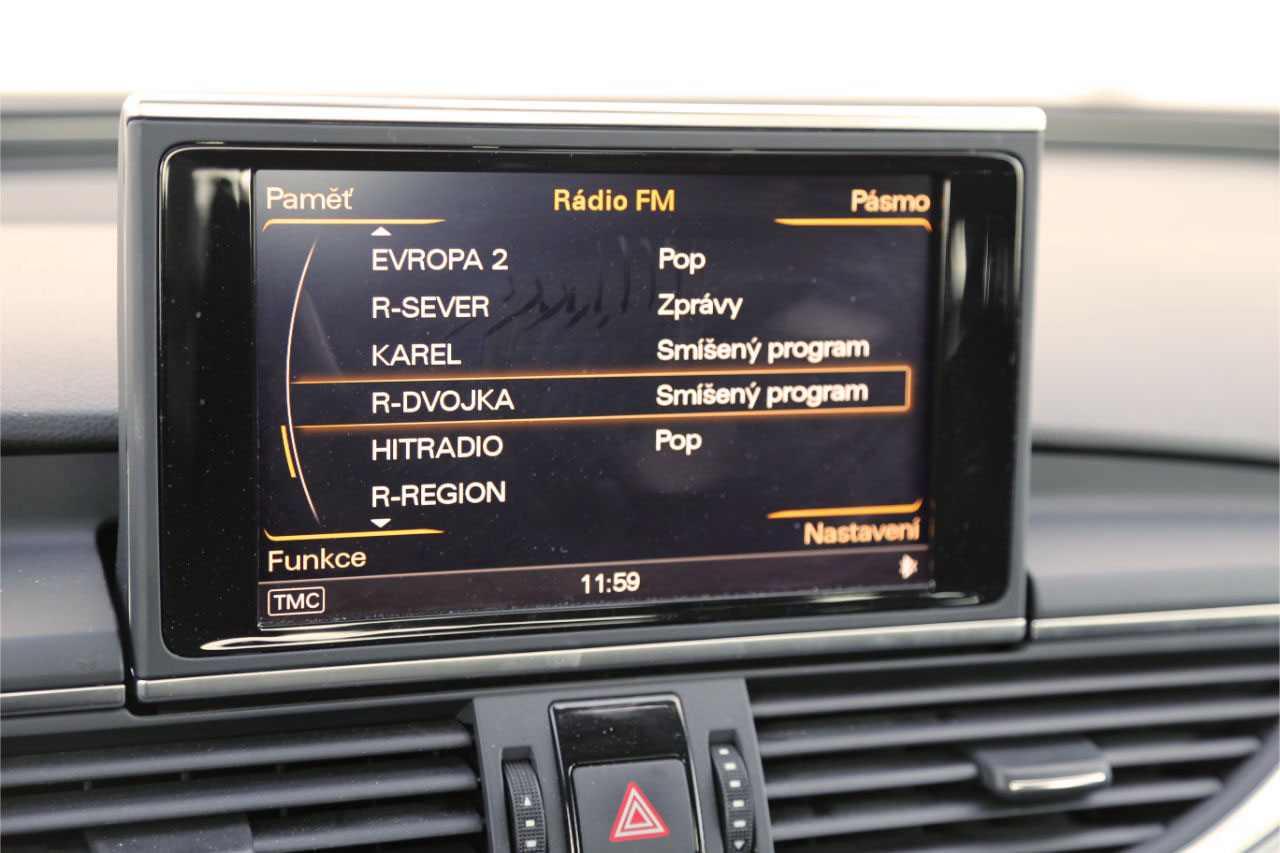 Paměť Rádio FM Pásmo
EVROPA 2 Pop
R-SEVER Zprávy
KAREL Smíšený program
R-DVOJKA Smíšený program
HITRADIO Pop
R-REGION
Funkce Nastavení
TMC 11:59